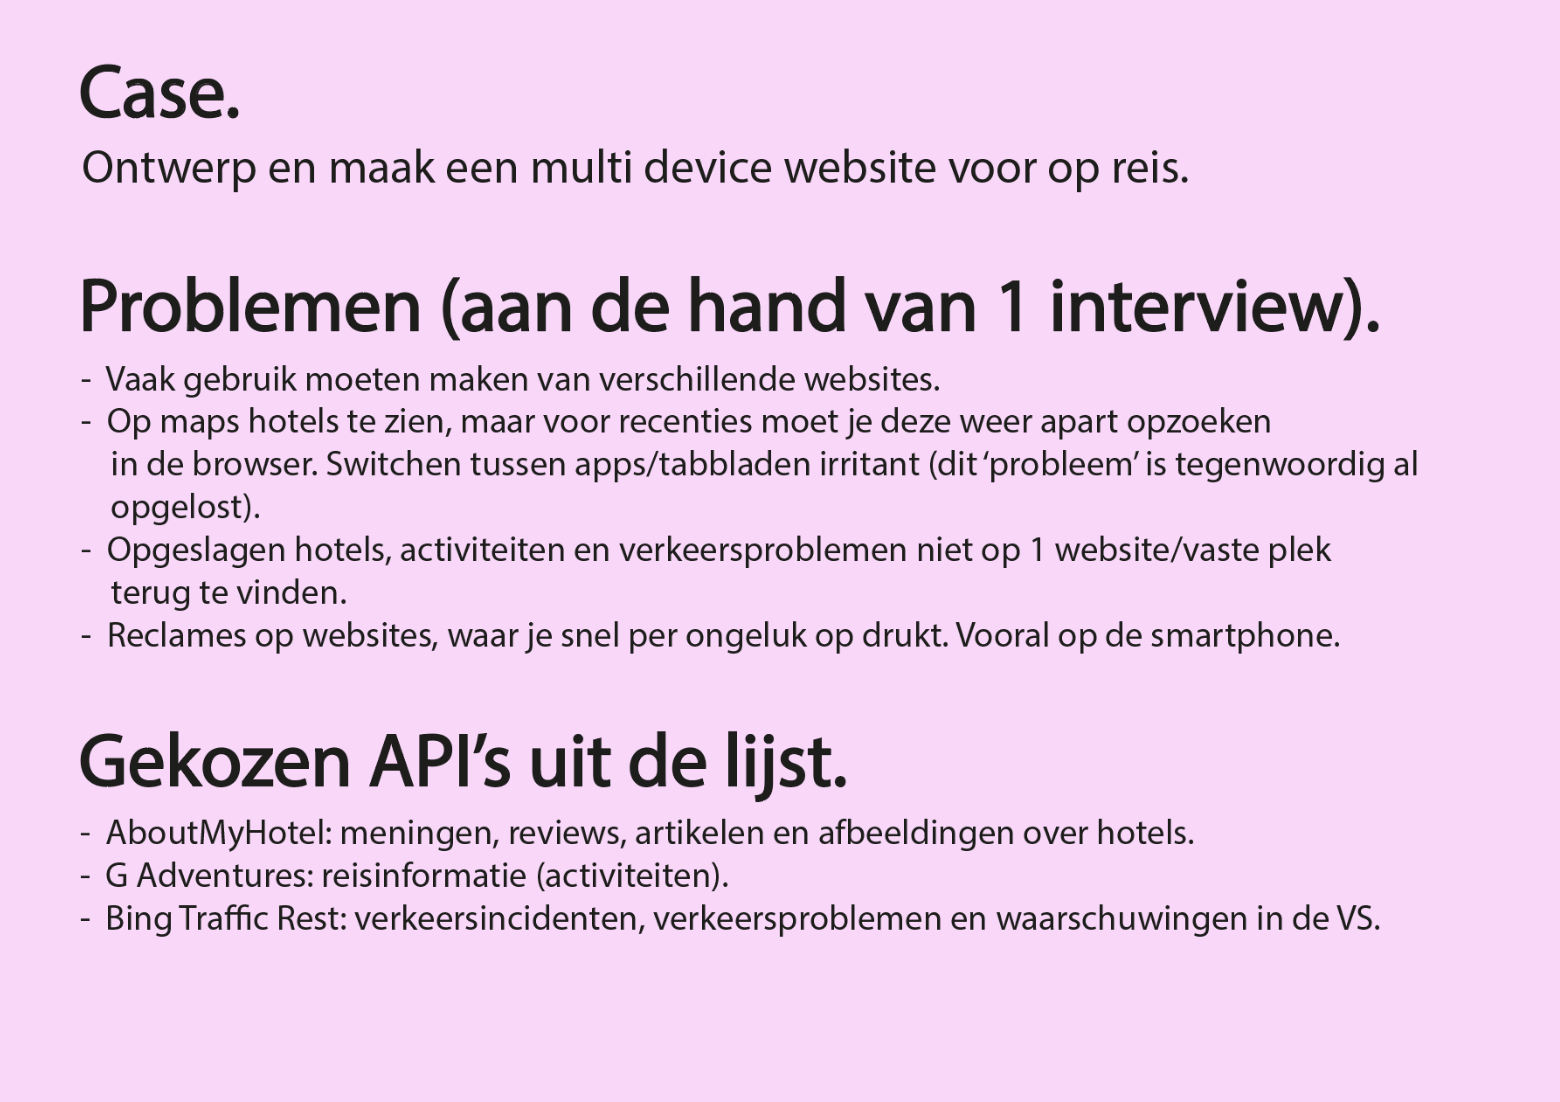 Case.
Ontwerp en maak een multi device website voor op reis.
Problemen (aan de hand van 1 interview).
- Vaak gebruik moeten maken van verschillende websites.
- Op maps hotels te zien, maar voor recenties moet je deze weer apart opzoeken
in de browser. Switchen tussen apps/tabbladen irritant (dit ‘probleem’ is tegenwoordig al
opgelost).
- Opgeslagen hotels, activiteiten en verkeersproblemen niet op 1 website/vaste plek
terug te vinden.
- Reclames op websites, waar je snel per ongeluk op drukt. Vooral op de smartphone.
Gekozen API’s uit de lijst.
- AboutMyHotel: meningen, reviews, artikelen en afbeeldingen over hotels.
- G Adventures: reisinformatie (activiteiten).
- Bing Traffic Rest: verkeersincidenten, verkeersproblemen en waarschuwingen in de VS.